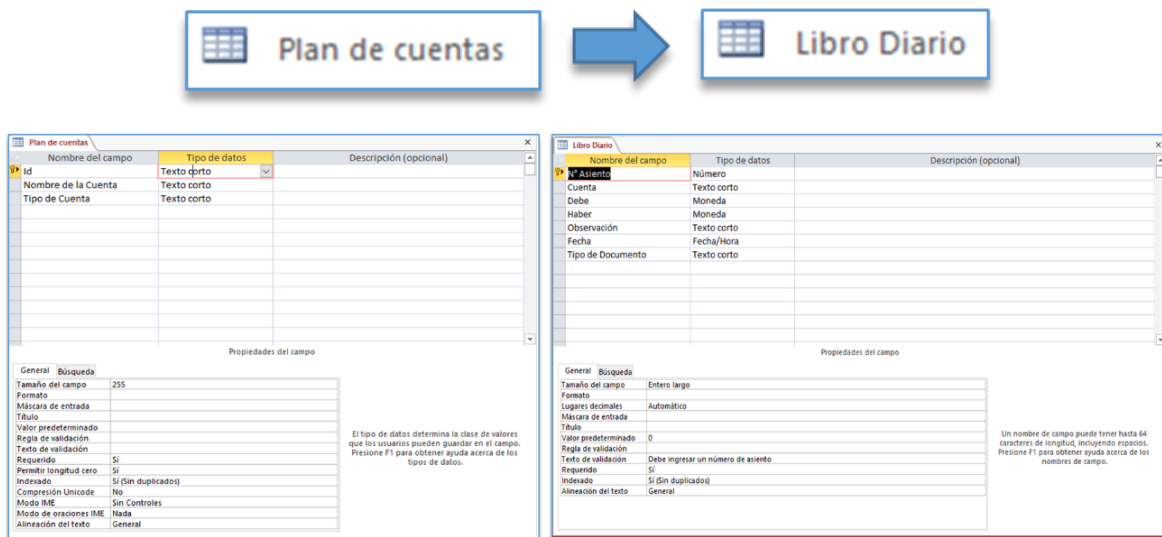 Plan de cuentas
Libro Diario
Plan de cuentas
Nombre del campo Tipo de datos Descripción (opcional)
Id Texto corto
Nombre de la Cuenta Texto corto
Tipo de Cuenta Texto corto
Propiedades del campo
General Búsqueda
Tamaño del campo 255
Formato
Máscara de entrada
Título
Valor predeterminado
Regla de validación
Texto de validación
Requerido Sí
Permitir longitud cero Sí
Indexado Sí (Sin duplicados)
Compresión Unicode No
Modo IME Sin Controles
Modo de oraciones IME Nada
Alineación del texto General
El tipo de datos determina la clase de valores
que los usuarios pueden guardar en el campo.
Presione F1 para obtener ayuda acerca de los
tipos de datos.
Libro Diario
Nombre del campo Tipo de datos Descripción (opcional)
N° Asiento Número
Cuenta Texto corto
Debe Moneda
Haber Moneda
Observación Texto corto
Fecha Fecha/Hora
Tipo de Documento Texto corto
Propiedades del campo
General Búsqueda
Tamaño del campo Entero largo
Formato
Lugares decimales Automático
Máscara de entrada
Título
Valor predeterminado 0
Regla de validación
Texto de validación Debe ingresar un número de asiento
Requerido Sí
Indexado Sí (Sin duplicados)
Alineación del texto General
Un nombre de campo puede tener hasta 64
caracteres de longitud, incluyendo espacios.
Presione F1 para obtener ayuda acerca de los
nombres de campo.